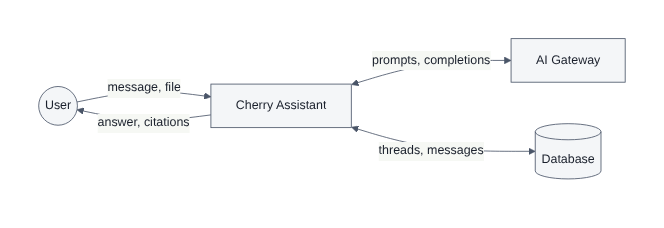 prompts, completions
AI Gateway
message, file
User
Cherry Assistant
answer, citations
threads, messages
Database